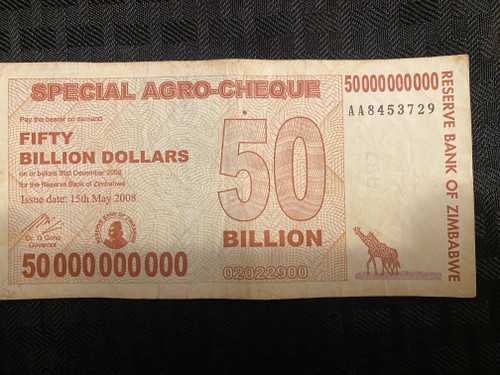 SPECIAL AGRO-CHEQUE
50000000000
AA8453729
Pay the bearer on demand
FIFTY
BILLION DOLLARS
on or before 31st December 2008
for the Reserve Bank of Zimbabwe
Issue date: 15th May 2008
50
BILLION
Dr. G. Gono
Governor
RESERVE BANK OF ZIMBABWE
50000000000
02022900
RESERVE BANK OF ZIMBABWE